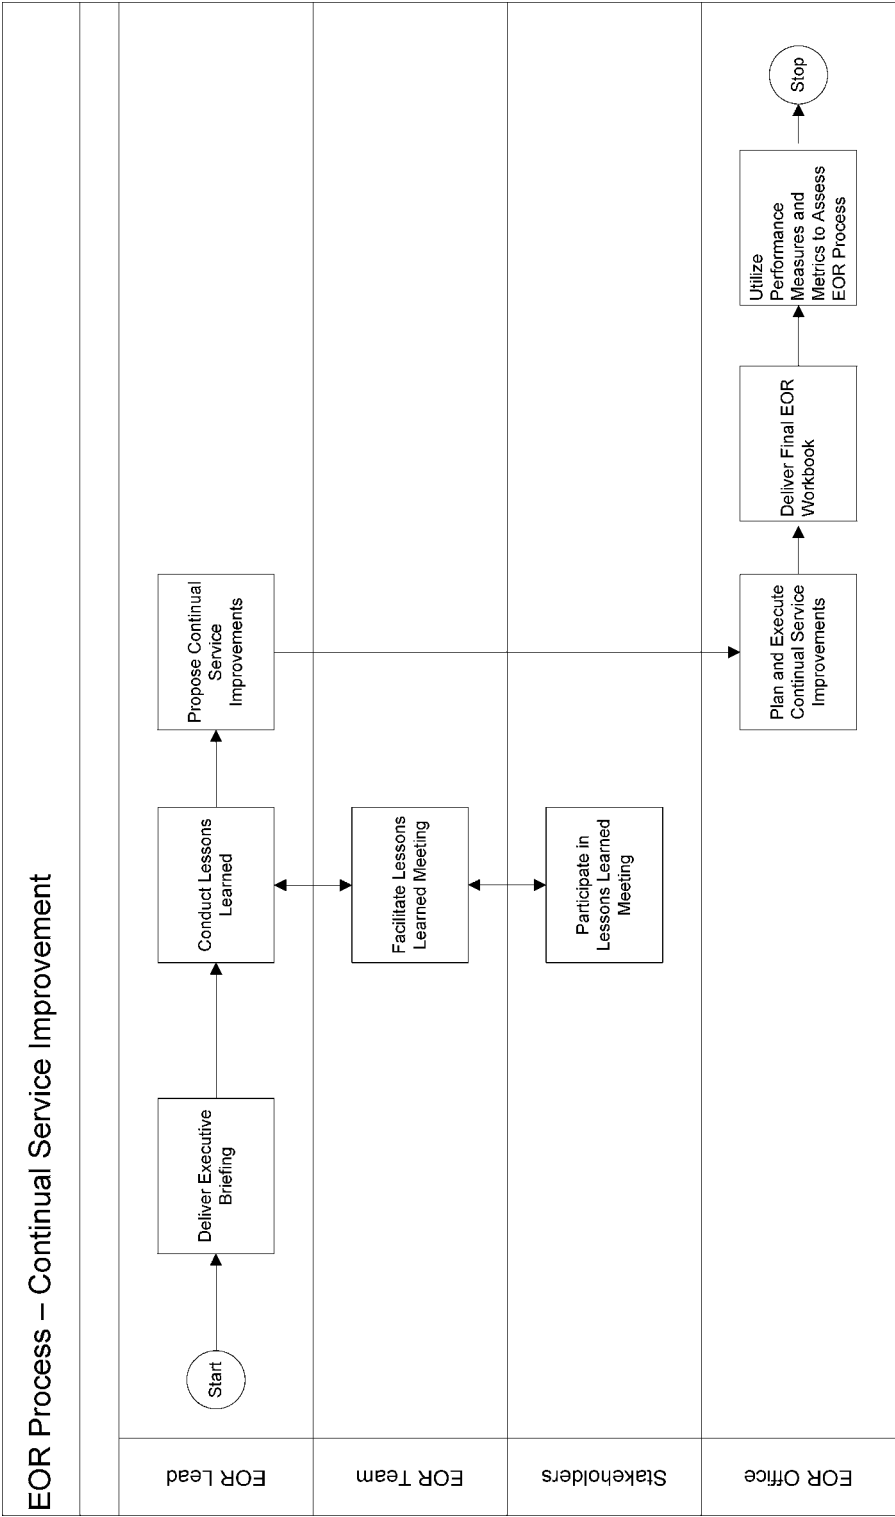 EOR Process – Continual Service Improvement
EOR Lead
Start
Deliver Executive
Briefing
Conduct Lessons
Learned
Propose Continual
Service
Improvements
EOR Team
Facilitate Lessons
Learned Meeting
Stakeholders
Participate in
Lessons Learned
Meeting
EOR Office
Plan and Execute
Continual Service
Improvements
Deliver Final EOR
Workbook
Utilize
Performance
Measures and
Metrics to Assess
EOR Process
Stop